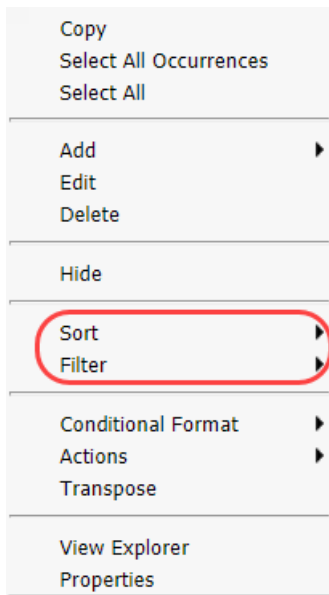 Copy
Select All Occurrences
Select All
Add
Edit
Delete
Hide
Sort
Filter
Conditional Format
Actions
Transpose
View Explorer
Properties